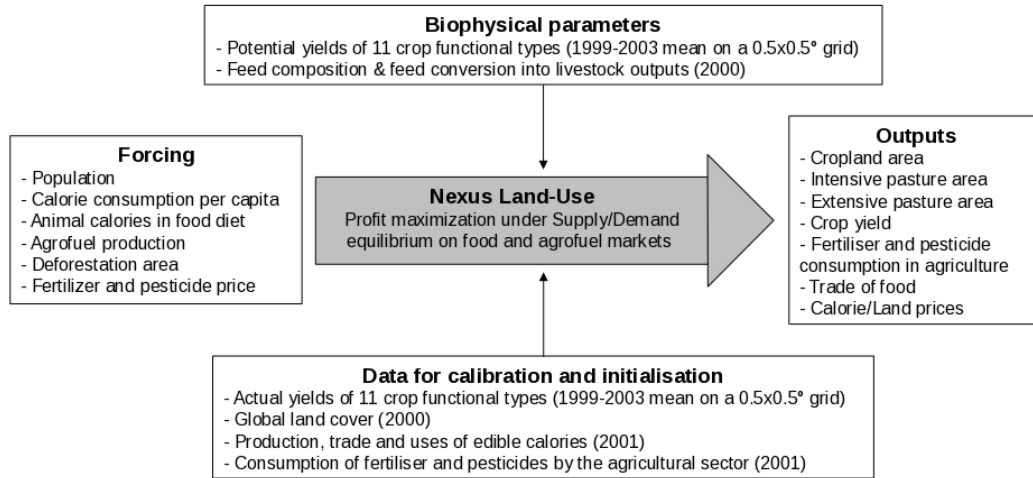 Biophysical parameters
- Potential yields of 11 crop functional types (1999-2003 mean on a 0.5x0.5° grid)
- Feed composition & feed conversion into livestock outputs (2000)
Forcing
- Population
- Calorie consumption per capita
- Animal calories in food diet
- Agrofuel production
- Deforestation area
- Fertilizer and pesticide price
Nexus Land-Use
Profit maximization under Supply/Demand
equilibrium on food and agrofuel markets
Outputs
- Cropland area
- Intensive pasture area
- Extensive pasture area
- Crop yield
- Fertiliser and pesticide
consumption in agriculture
- Trade of food
- Calorie/Land prices
Data for calibration and initialisation
- Actual yields of 11 crop functional types (1999-2003 mean on a 0.5x0.5° grid)
- Global land cover (2000)
- Production, trade and uses of edible calories (2001)
- Consumption of fertiliser and pesticides by the agricultural sector (2001)